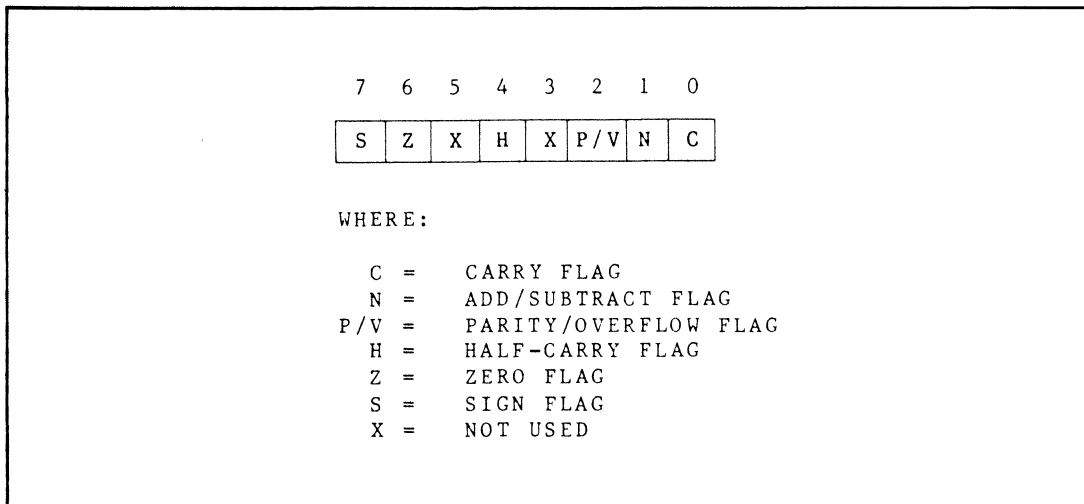 7 6 5 4 3 2 1 0
S Z X H X P/V N C
WHERE:
C = CARRY FLAG
N = ADD/SUBTRACT FLAG
P/V = PARITY/OVERFLOW FLAG
H = HALF-CARRY FLAG
Z = ZERO FLAG
S = SIGN FLAG
X = NOT USED